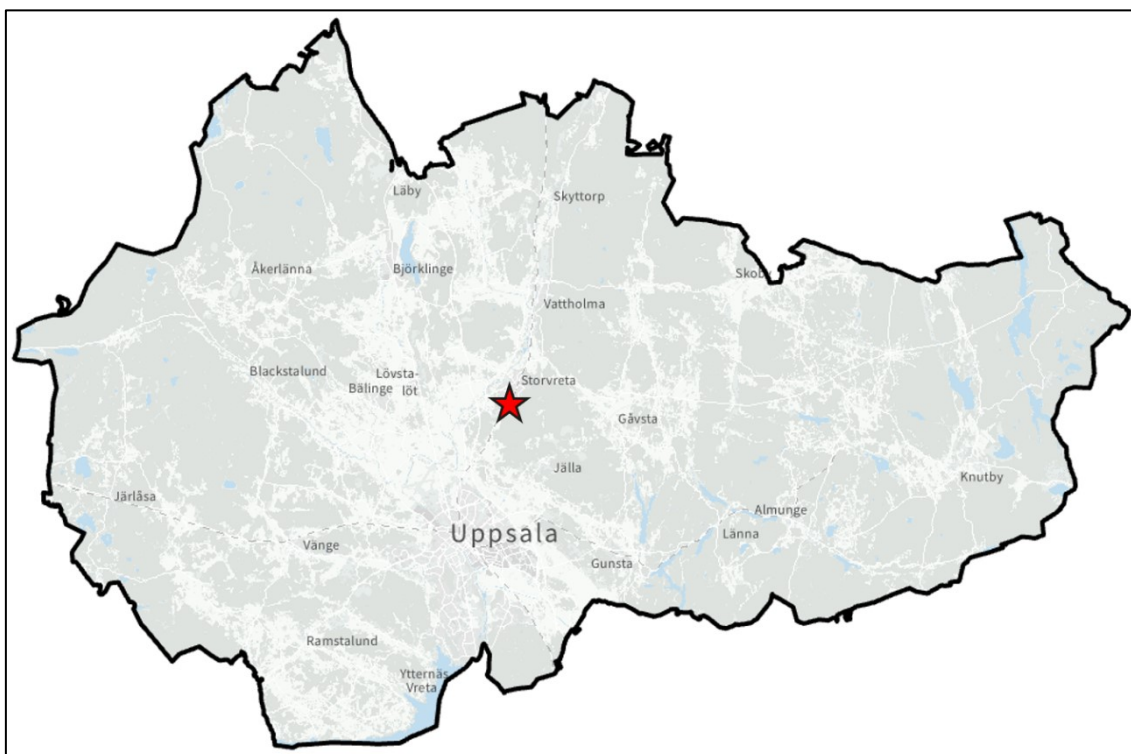 Läby
Skyttorp
Åkerlänna
Björklinge
Skoby
Vattholma
Blackstalund
Lövsta-
löt
Bälinge
Storvreta
Gåvsta
Jälla
Knutby
Järlåsa
Almunge
Uppsala
Länna
Vänge
Gunsta
Ramstalund
Ytternäs
Vreta